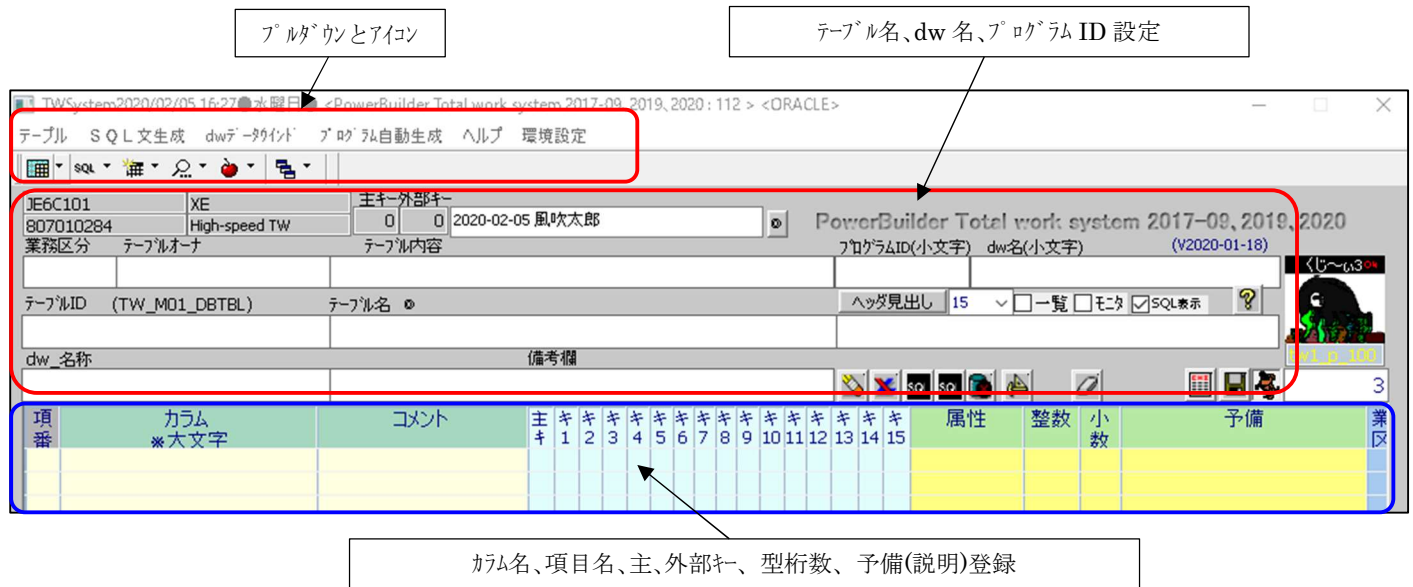 ﾌﾟﾙﾀﾞｳﾝとｱｲｺﾝ
ﾃｰﾌﾞﾙ名、dw 名、ﾌﾟﾛｸﾞﾗﾑ ID 設定
TWSystem2020/02/05 16:27●水曜日● <PowerBuilder Total work system 2017-09, 2019, 2020 : 112 > <ORACLE>
テーブル ＳＱＬ文生成 dwﾃﾞｰﾀｳｲﾝﾄﾞ ﾌﾟﾛｸﾞﾗﾑ自動生成 ヘルプ 環境設定
SQL
JE6C101 XE 主キー外部キー
807010284 High-speed TW 0 0 2020-02-05 風吹太郎 PowerBuilder Total work system 2017-09, 2019, 2020
業務区分 テーブルオーナ テーブル内容 プログラムID(小文字) dw名(小文字) (V2020-01-18)
くじ～ぃ3
テーブルID (TW_M01_DBTBL) テーブル名 ヘッダ見出し 15 一覧 ﾓﾆﾀ SQL表示 ?
dw_名称 備考欄 tw1_p_100
SQL SQL 3
項番 カラム ※大文字 コメント 主キ キ1 キ2 キ3 キ4 キ5 キ6 キ7 キ8 キ9 キ10 キ11 キ12 キ13 キ14 キ15 属性 整数 小数 予備 業区
ｶﾗﾑ名、項目名、主、外部ｷｰ、型桁数、予備(説明)登録